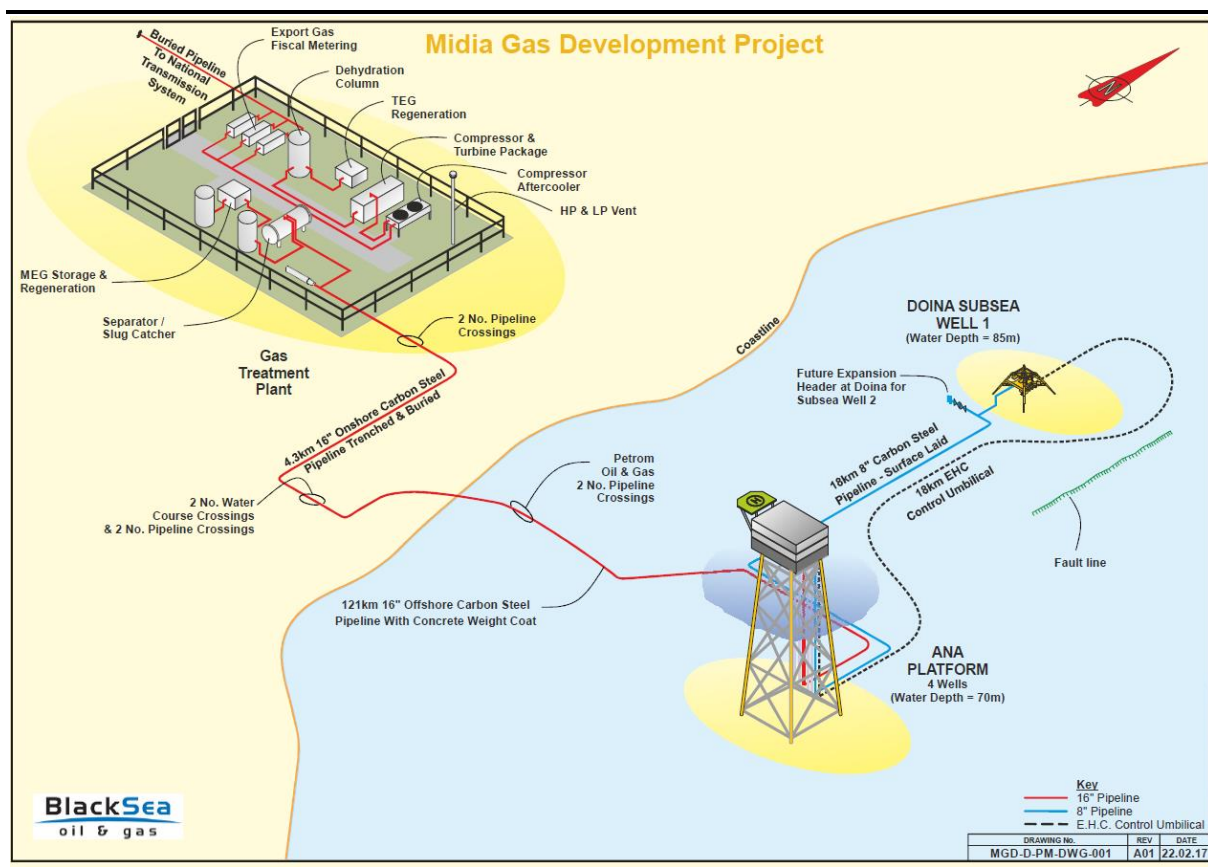 Midia Gas Development Project
Buried Pipeline
To National
Transmission
System
Export Gas
Fiscal Metering
Dehydration
Column
TEG
Regeneration
Compressor &
Turbine Package
Compressor
Aftercooler
HP & LP Vent
MEG Storage &
Regeneration
Separator /
Slug Catcher
Gas
Treatment
Plant
2 No. Pipeline
Crossings
4.3km 16" Onshore Carbon Steel
Pipeline Trenched & Buried
2 No. Water
Course Crossings
& 2 No. Pipeline Crossings
Petrom
Oil & Gas
2 No. Pipeline
Crossings
121km 16" Offshore Carbon Steel
Pipeline With Concrete Weight Coat
Coastline
N
DOINA SUBSEA
WELL 1
(Water Depth = 85m)
Future Expansion
Header at Doina for
Subsea Well 2
18km 8" Carbon Steel
Pipeline - Surface Laid
18km EHC
Control Umbilical
Fault line
H
ANA
PLATFORM
4 Wells
(Water Depth = 70m)
BlackSea
oil & gas
Key
16" Pipeline
8" Pipeline
E.H.C. Control Umbilical
DRAWING No. REV DATE
MGD-D-PM-DWG-001 A01 22.02.17